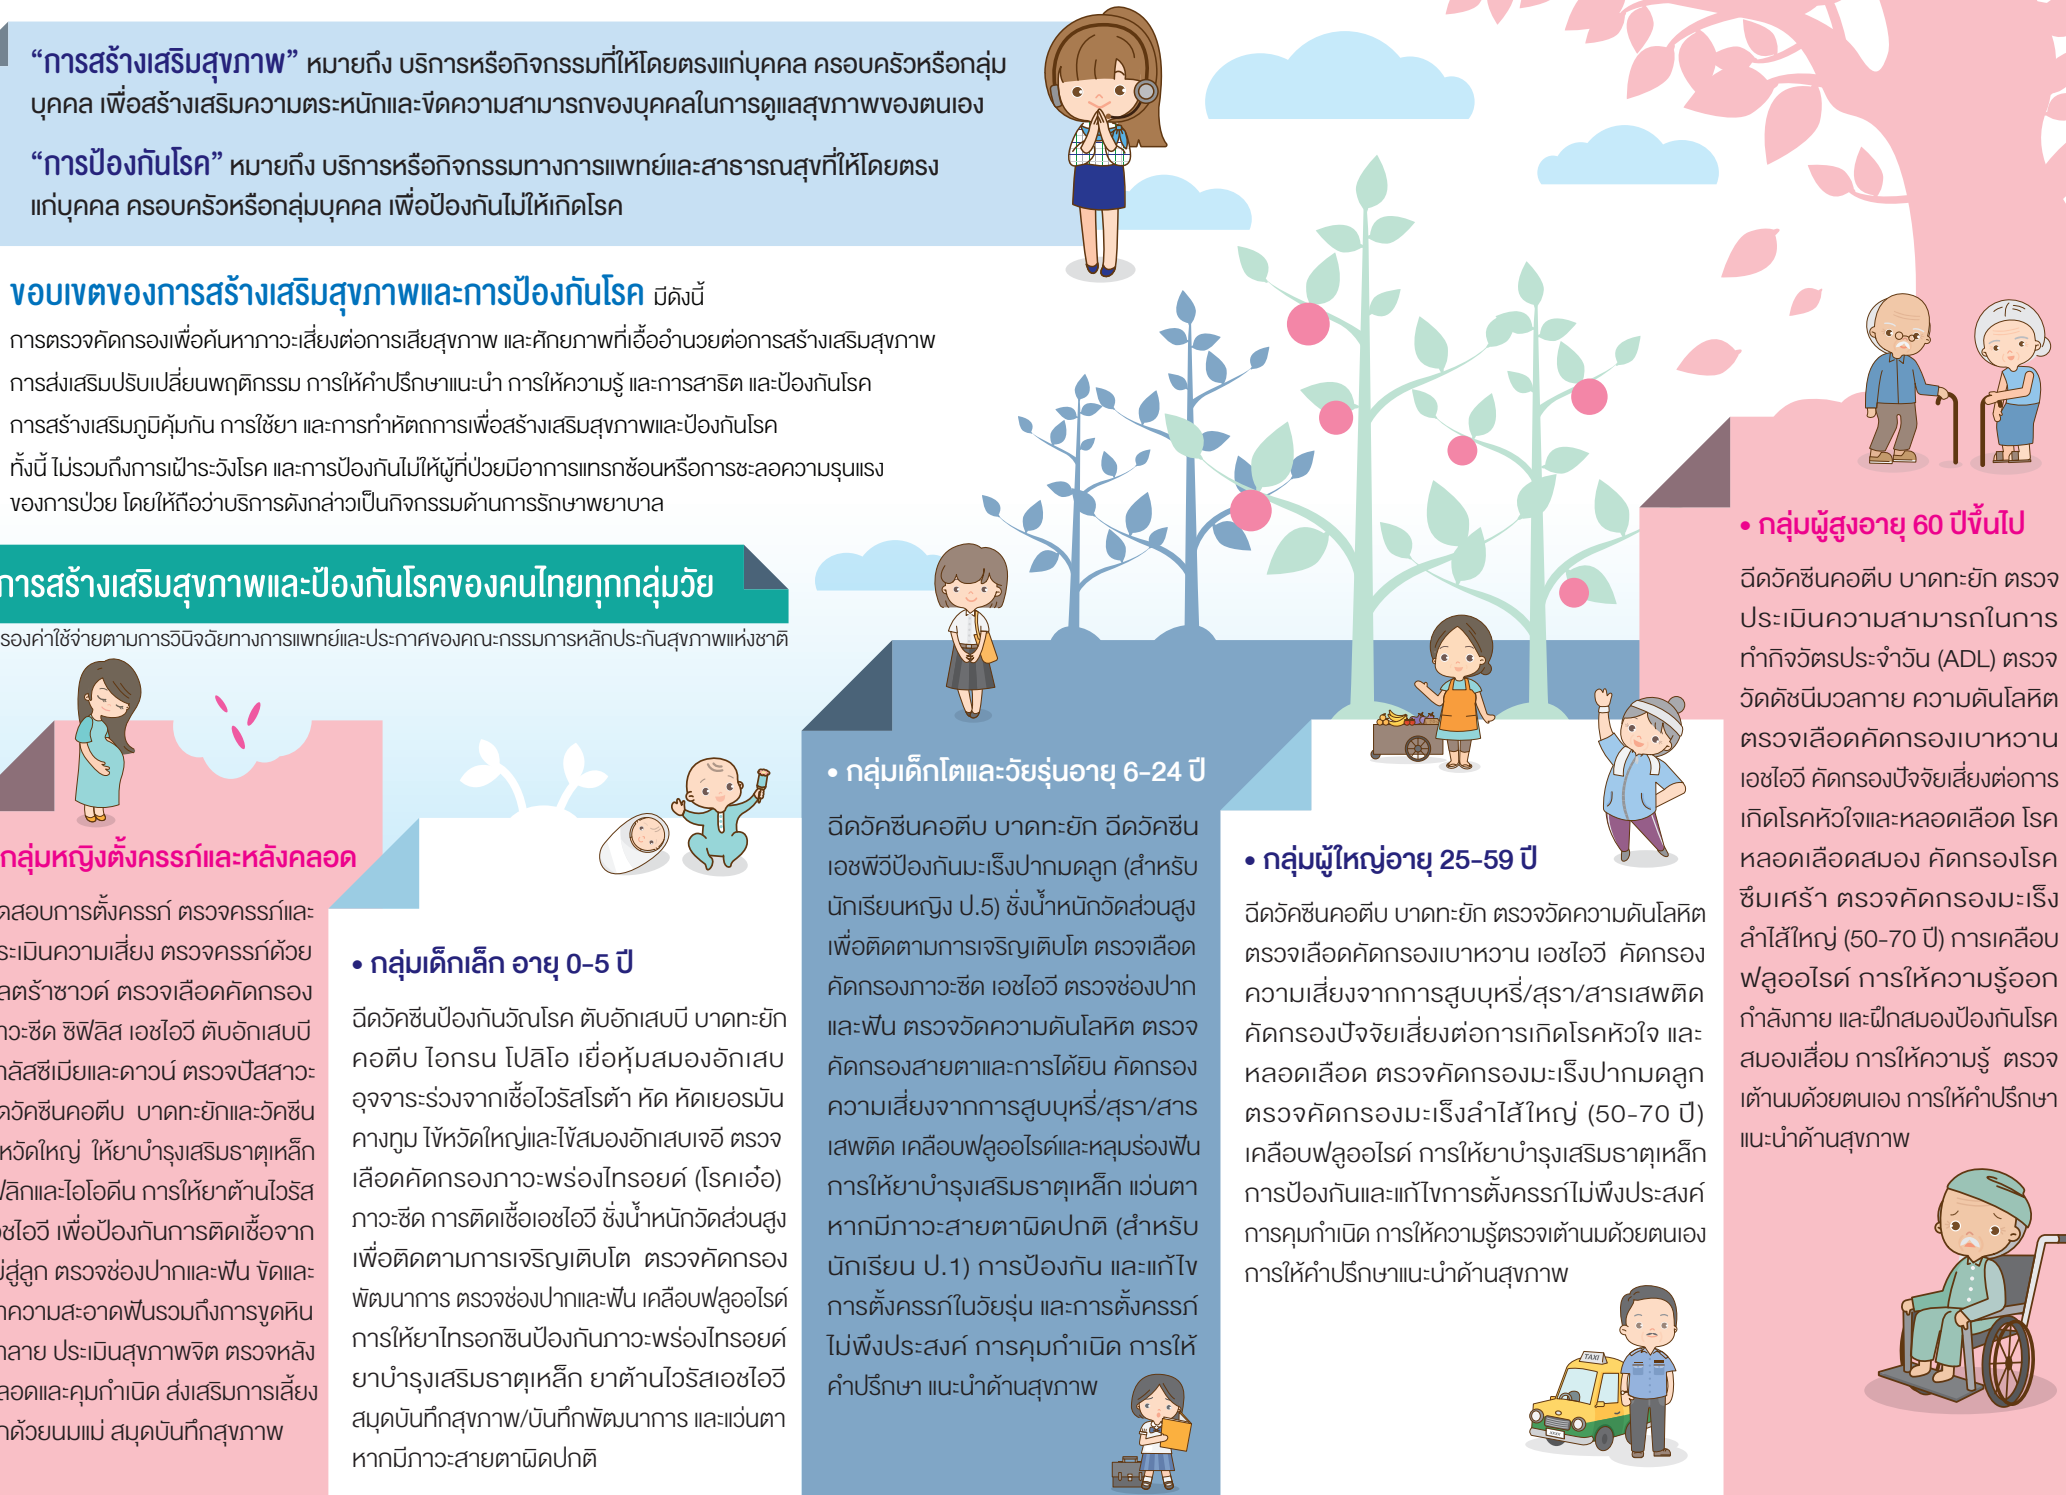 “การสร้างเสริมสุขภาพ” หมายถึง บริการหรือกิจกรรมที่ให้โดยตรงแก่บุคคล ครอบครัวหรือกลุ่ม
บุคคล เพื่อสร้างเสริมความตระหนักและขีดความสามารถของบุคคลในการดูแลสุขภาพของตนเอง
“การป้องกันโรค” หมายถึง บริการหรือกิจกรรมทางการแพทย์และสาธารณสุขที่ให้โดยตรง
แก่บุคคล ครอบครัวหรือกลุ่มบุคคล เพื่อป้องกันไม่ให้เกิดโรค
ขอบเขตของการสร้างเสริมสุขภาพและการป้องกันโรค มีดังนี้
การตรวจคัดกรองเพื่อค้นหาภาวะเสี่ยงต่อการเสียสุขภาพ และศักยภาพที่เอื้ออำนวยต่อการสร้างเสริมสุขภาพ
การส่งเสริมปรับเปลี่ยนพฤติกรรม การให้คำปรึกษาแนะนำ การให้ความรู้ และการสาธิต และป้องกันโรค
การสร้างเสริมภูมิคุ้มกัน การใช้ยา และการทำหัตถการเพื่อสร้างเสริมสุขภาพและป้องกันโรค
ทั้งนี้ ไม่รวมถึงการเฝ้าระวังโรค และการป้องกันไม่ให้ผู้ที่ป่วยมีอาการแทรกซ้อนหรือการชะลอความรุนแรง
ของการป่วย โดยให้ถือว่าบริการดังกล่าวเป็นกิจกรรมด้านการรักษาพยาบาล
การสร้างเสริมสุขภาพและป้องกันโรคของคนไทยทุกกลุ่มวัย
รองค่าใช้จ่ายตามการวินิจฉัยทางการแพทย์และประกาศของคณะกรรมการหลักประกันสุขภาพแห่งชาติ
กลุ่มหญิงตั้งครรภ์และหลังคลอด
ดสอบการตั้งครรภ์ ตรวจครรภ์และ
ระเมินความเสี่ยง ตรวจครรภ์ด้วย
ลตร้าซาวด์ ตรวจเลือดคัดกรอง
าวะซีด ซิฟิลิส เอชไอวี ตับอักเสบบี
าลัสซีเมียและดาวน์ ตรวจปัสสาวะ
ดวัคซีนคอตีบ บาดทะยักและวัคซีน
หวัดใหญ่ ให้ยาบำรุงเสริมธาตุเหล็ก
ฟลิกและไอโอดีน การให้ยาต้านไวรัส
อชไอวี เพื่อป้องกันการติดเชื้อจาก
ม่สู่ลูก ตรวจช่องปากและฟัน ขัดและ
าความสะอาดฟันรวมถึงการขูดหิน
ำลาย ประเมินสุขภาพจิต ตรวจหลัง
ลอดและคุมกำเนิด ส่งเสริมการเลี้ยง
กด้วยนมแม่ สมุดบันทึกสุขภาพ
• กลุ่มเด็กเล็ก อายุ 0-5 ปี
ฉีดวัคซีนป้องกันวัณโรค ตับอักเสบบี บาดทะยัก
คอตีบ ไอกรน โปลิโอ เยื่อหุ้มสมองอักเสบ
อุจจาระร่วงจากเชื้อไวรัสโรต้า หัด หัดเยอรมัน
คางทูม ไข้หวัดใหญ่และไข้สมองอักเสบเจอี ตรวจ
เลือดคัดกรองภาวะพร่องไทรอยด์ (โรคเอ๋อ)
ภาวะซีด การติดเชื้อเอชไอวี ชั่งน้ำหนักวัดส่วนสูง
เพื่อติดตามการเจริญเติบโต ตรวจคัดกรอง
พัฒนาการ ตรวจช่องปากและฟัน เคลือบฟลูออไรด์
การให้ยาไทรอกซินป้องกันภาวะพร่องไทรอยด์
ยาบำรุงเสริมธาตุเหล็ก ยาต้านไวรัสเอชไอวี
สมุดบันทึกสุขภาพ/บันทึกพัฒนาการ และแว่นตา
หากมีภาวะสายตาผิดปกติ
• กลุ่มเด็กโตและวัยรุ่นอายุ 6-24 ปี
ฉีดวัคซีนคอตีบ บาดทะยัก ฉีดวัคซีน
เอชพีวีป้องกันมะเร็งปากมดลูก (สำหรับ
นักเรียนหญิง ป.5) ชั่งน้ำหนักวัดส่วนสูง
เพื่อติดตามการเจริญเติบโต ตรวจเลือด
คัดกรองภาวะซีด เอชไอวี ตรวจช่องปาก
และฟัน ตรวจวัดความดันโลหิต ตรวจ
คัดกรองสายตาและการได้ยิน คัดกรอง
ความเสี่ยงจากการสูบบุหรี่/สุรา/สาร
เสพติด เคลือบฟลูออไรด์และหลุมร่องฟัน
การให้ยาบำรุงเสริมธาตุเหล็ก แว่นตา
หากมีภาวะสายตาผิดปกติ (สำหรับ
นักเรียน ป.1) การป้องกัน และแก้ไข
การตั้งครรภ์ในวัยรุ่น และการตั้งครรภ์
ไม่พึงประสงค์ การคุมกำเนิด การให้
คำปรึกษา แนะนำด้านสุขภาพ
• กลุ่มผู้ใหญ่อายุ 25-59 ปี
ฉีดวัคซีนคอตีบ บาดทะยัก ตรวจวัดความดันโลหิต
ตรวจเลือดคัดกรองเบาหวาน เอชไอวี คัดกรอง
ความเสี่ยงจากการสูบบุหรี่/สุรา/สารเสพติด
คัดกรองปัจจัยเสี่ยงต่อการเกิดโรคหัวใจ และ
หลอดเลือด ตรวจคัดกรองมะเร็งปากมดลูก
ตรวจคัดกรองมะเร็งลำไส้ใหญ่ (50-70 ปี)
เคลือบฟลูออไรด์ การให้ยาบำรุงเสริมธาตุเหล็ก
การป้องกันและแก้ไขการตั้งครรภ์ไม่พึงประสงค์
การคุมกำเนิด การให้ความรู้ตรวจเต้านมด้วยตนเอง
การให้คำปรึกษาแนะนำด้านสุขภาพ
TAXI
• กลุ่มผู้สูงอายุ 60 ปีขึ้นไป
ฉีดวัคซีนคอตีบ บาดทะยัก ตรวจ
ประเมินความสามารถในการ
ทำกิจวัตรประจำวัน (ADL) ตรวจ
วัดดัชนีมวลกาย ความดันโลหิต
ตรวจเลือดคัดกรองเบาหวาน
เอชไอวี คัดกรองปัจจัยเสี่ยงต่อการ
เกิดโรคหัวใจและหลอดเลือด โรค
หลอดเลือดสมอง คัดกรองโรค
ซึมเศร้า ตรวจคัดกรองมะเร็ง
ลำไส้ใหญ่ (50-70 ปี) การเคลือบ
ฟลูออไรด์ การให้ความรู้ออก
กำลังกาย และฝึกสมองป้องกันโรค
สมองเสื่อม การให้ความรู้ ตรวจ
เต้านมด้วยตนเอง การให้คำปรึกษา
แนะนำด้านสุขภาพ